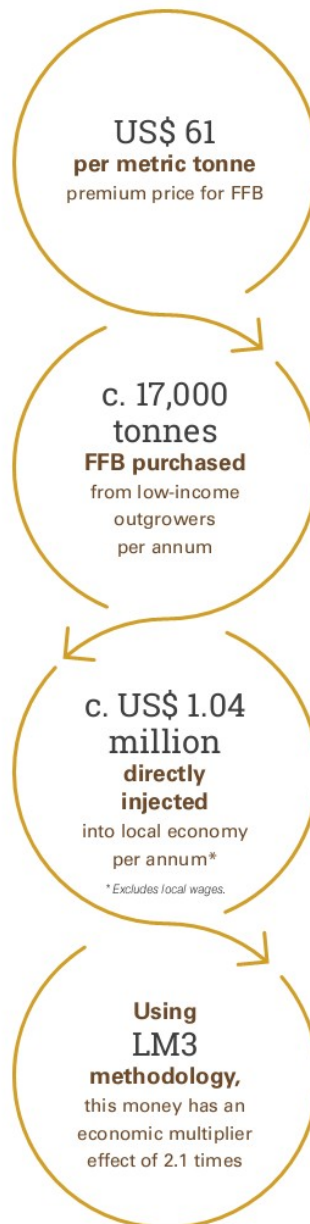 US$ 61
per metric tonne
premium price for FFB
c. 17,000
tonnes
FFB purchased
from low-income
outgrowers
per annum
c. US$ 1.04
million
directly
injected
into local economy
per annum*
* Excludes local wages.
Using
LM3
methodology,
this money has an
economic multiplier
effect of 2.1 times